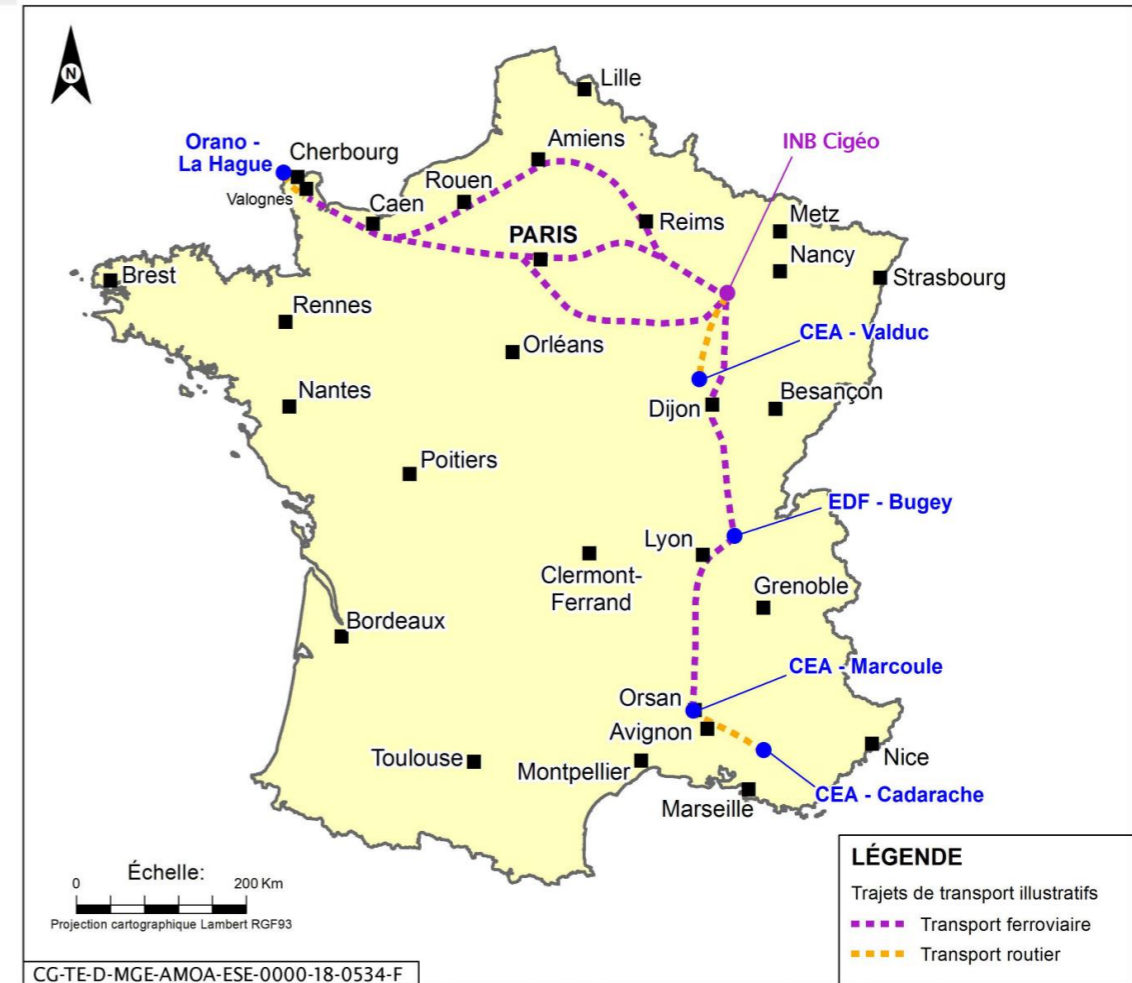 N
Lille
Orano -
La Hague
Cherbourg
Amiens
INB Cigéo
Valognes
Rouen
Caen
Reims
Metz
PARIS
Nancy
Brest
Strasbourg
Rennes
CEA - Valduc
Orléans
Nantes
Dijon
Besançon
Poitiers
EDF - Bugey
Lyon
Clermont-
Ferrand
Grenoble
Bordeaux
CEA - Marcoule
Orsan
Avignon
Toulouse
Montpellier
Nice
Marseille
CEA - Cadarache
Échelle:
0 200 Km
Projection cartographique Lambert RGF93
LÉGENDE
Trajets de transport illustratifs
Transport ferroviaire
Transport routier
CG-TE-D-MGE-AMOA-ESE-0000-18-0534-F